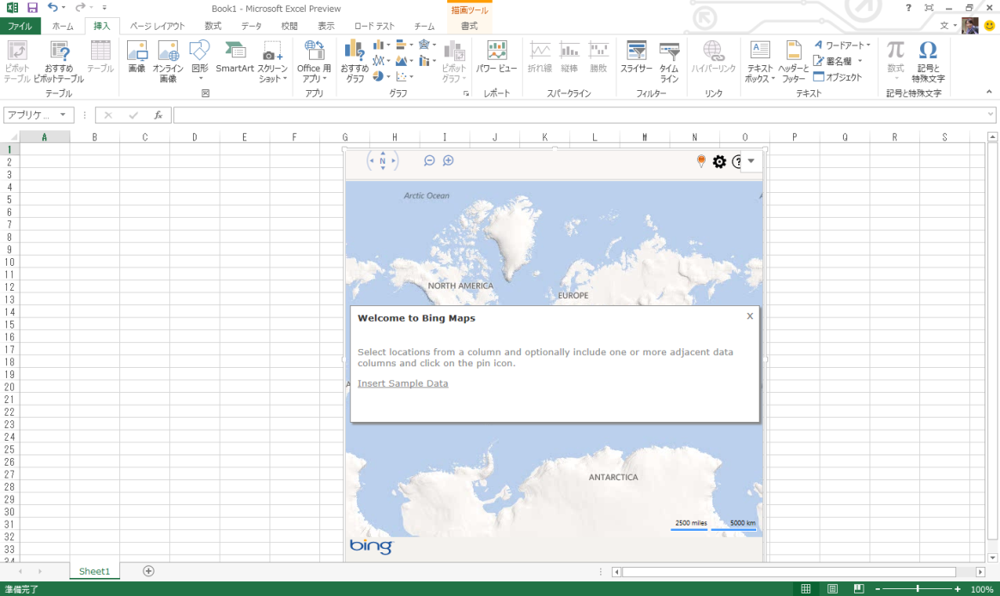 Book1 - Microsoft Excel Preview
描画ツール
ファイル ホーム 挿入 ページ レイアウト 数式 データ 校閲 表示 ロード テスト チーム 書式
ピボット
テーブル
おすすめ
ピボットテーブル
テーブル
テーブル
画像
オンライン
画像
図形
SmartArt
スクリーン
ショット
図
Office 用
アプリ
アプリ
おすすめ
グラフ
ピボット
グラフ
グラフ
パワー ビュー
レポート
折れ線 縦棒 勝敗
スパークライン
スライサー
タイム
ライン
フィルター
ハイパーリンク
リンク
テキスト
ボックス
ヘッダーと
フッター
ワードアート
署名欄
オブジェクト
テキスト
π
数式
Ω
記号と
特殊文字
記号と特殊文字
アプリケ ...
fx
A B C D E F G H I J K L M N O P Q R S
1
2
3
4
5
6
7
8
9
10
11
12
13
14
15
16
17
18
19
20
21
22
23
24
25
26
27
28
29
30
31
32
33
34
N
Arctic Ocean
NORTH AMERICA
EUROPE
Welcome to Bing Maps
X
Select locations from a column and optionally include one or more adjacent data
columns and click on the pin icon.
Insert Sample Data
ANTARCTICA
2500 miles 5000 km
bing
Sheet1
準備完了
100%